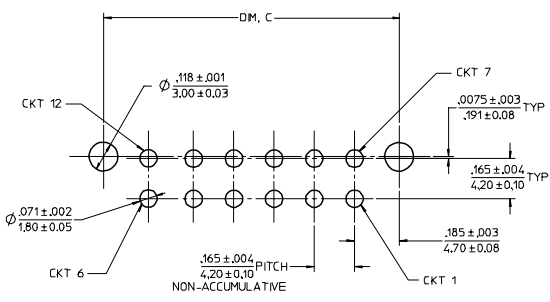 DIM, C
Ø .118 ±.001
3.00 ±0.03
CKT 12
CKT 7
.0075 ±.003 TYP
.191 ±0.08
.165 ±.004 TYP
4.20 ±0.10
Ø .071 ±.002
1.80 ±0.05
.185 ±.003
4.70 ±0.08
CKT 6
.165 ±.004 PITCH
4.20 ±0.10
NON-ACCUMULATIVE
CKT 1